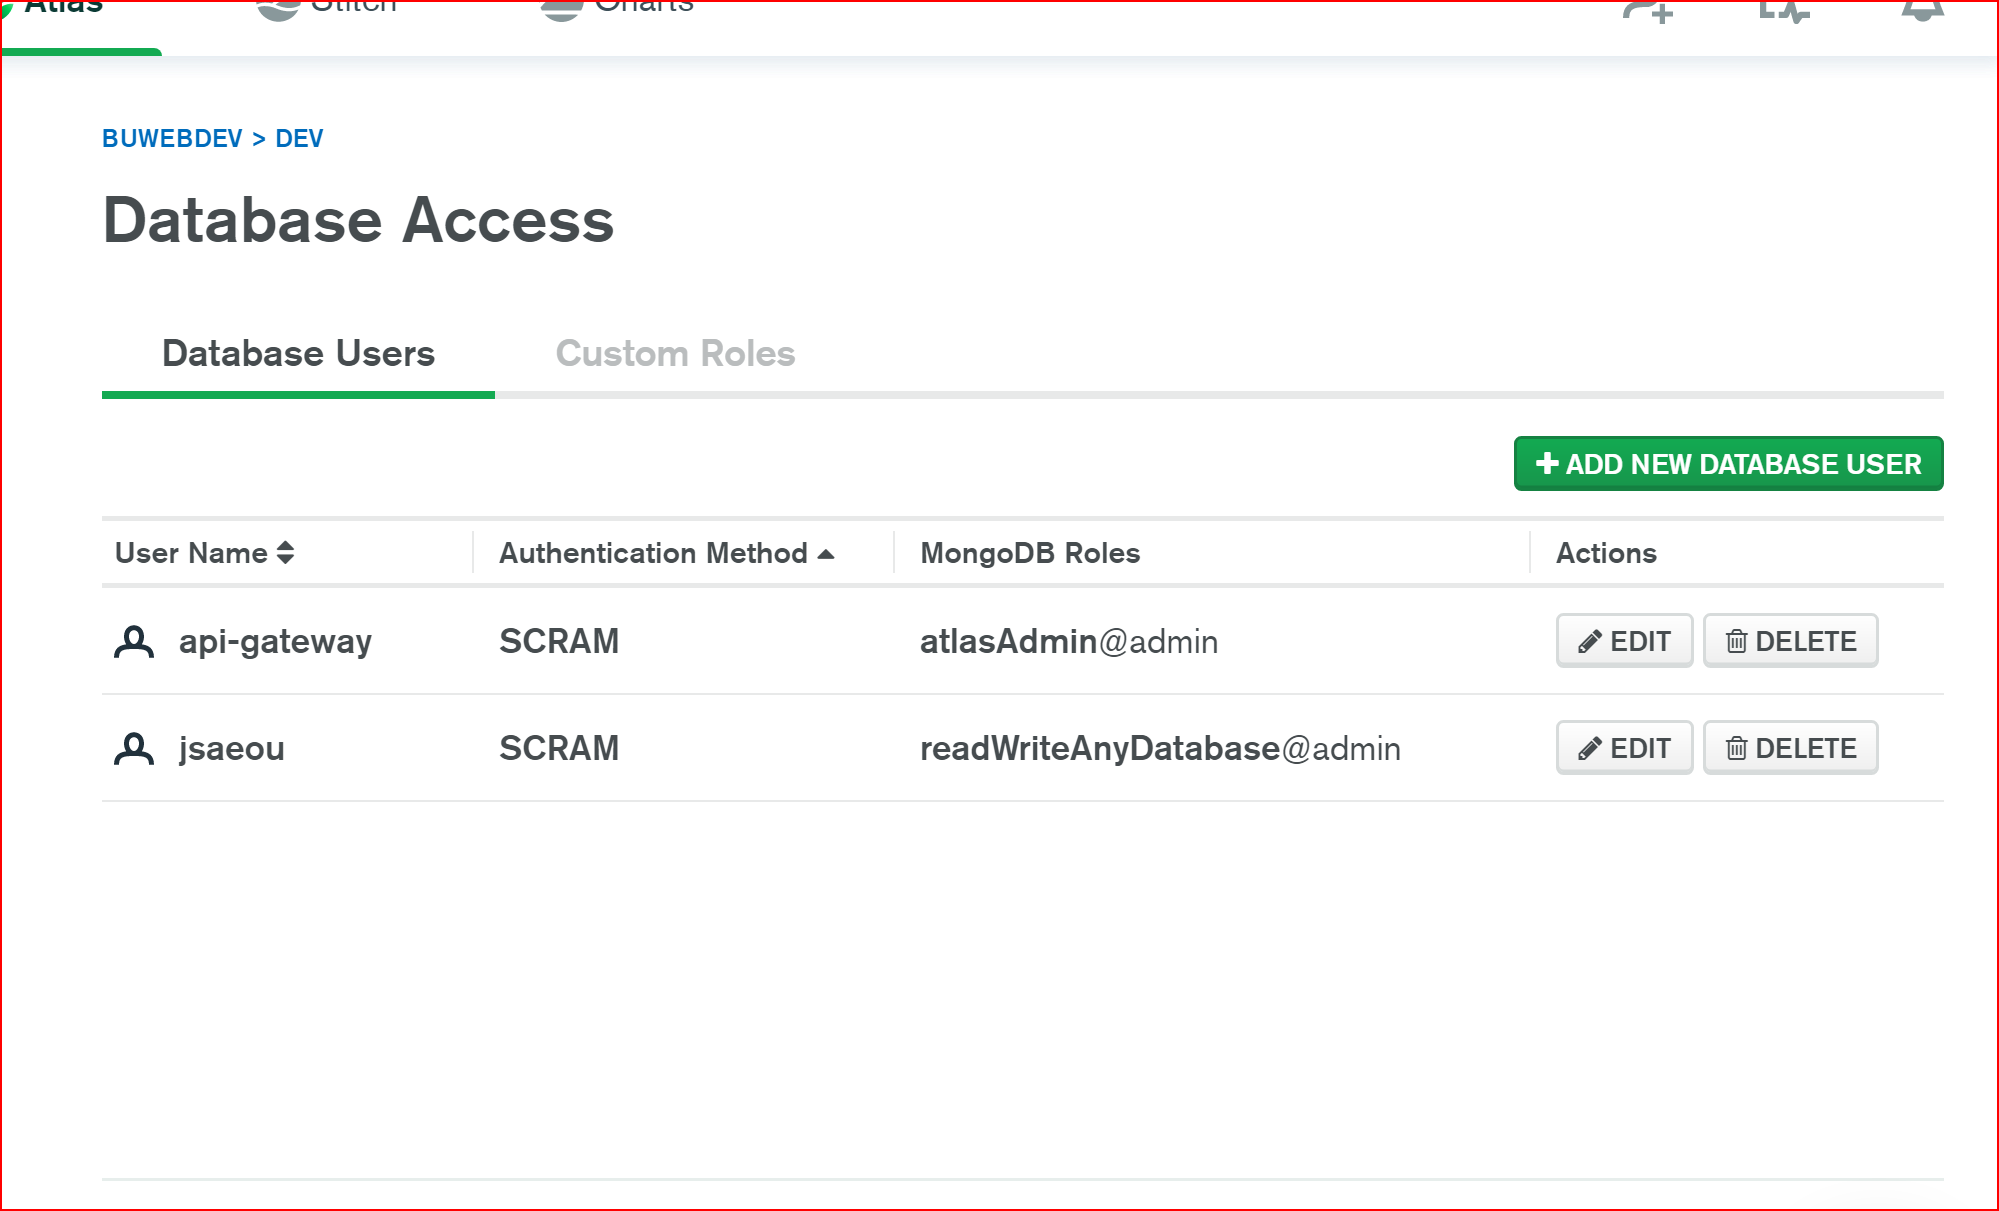 Atlas Stitch Charts
BUWEBDEV > DEV
Database Access
Database Users Custom Roles
ADD NEW DATABASE USER
User Name Authentication Method MongoDB Roles Actions
api-gateway SCRAM atlasAdmin@admin EDIT DELETE
jsaeou SCRAM readWriteAnyDatabase@admin EDIT DELETE